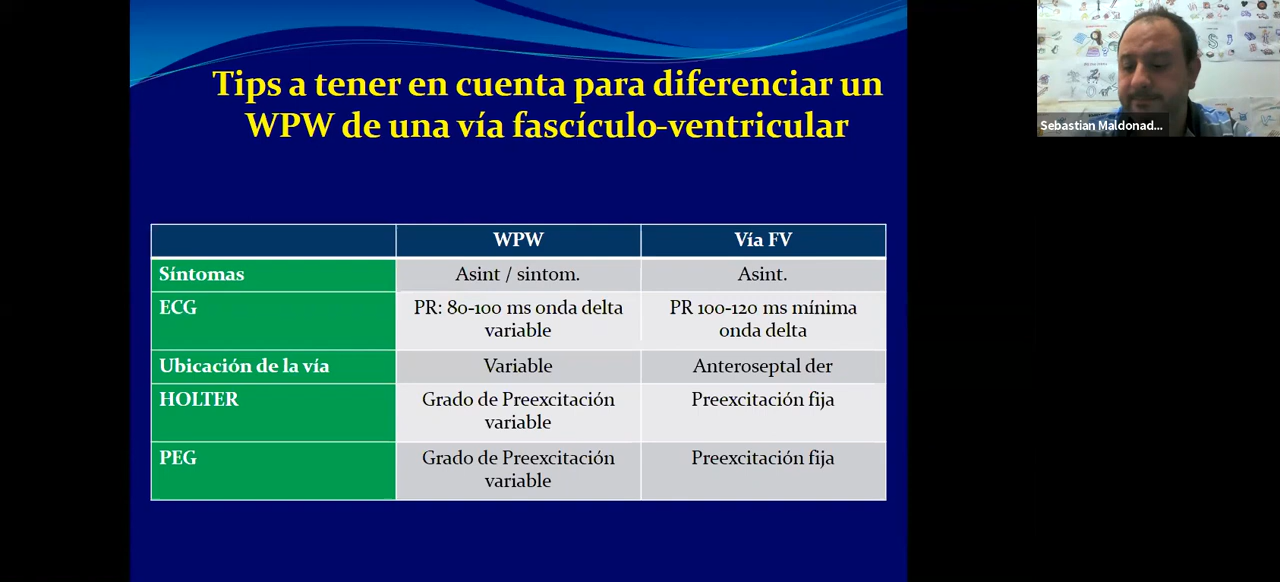 Tips a tener en cuenta para diferenciar un
WPW de una vía fascículo-ventricular
Sebastian Maldonad...
WPW Vía FV
Síntomas Asint / sintom. Asint.
ECG PR: 80-100 ms onda delta PR 100-120 ms mínima
variable onda delta
Ubicación de la vía Variable Anteroseptal der
HOLTER Grado de Preexcitación Preexcitación fija
variable
PEG Grado de Preexcitación Preexcitación fija
variable